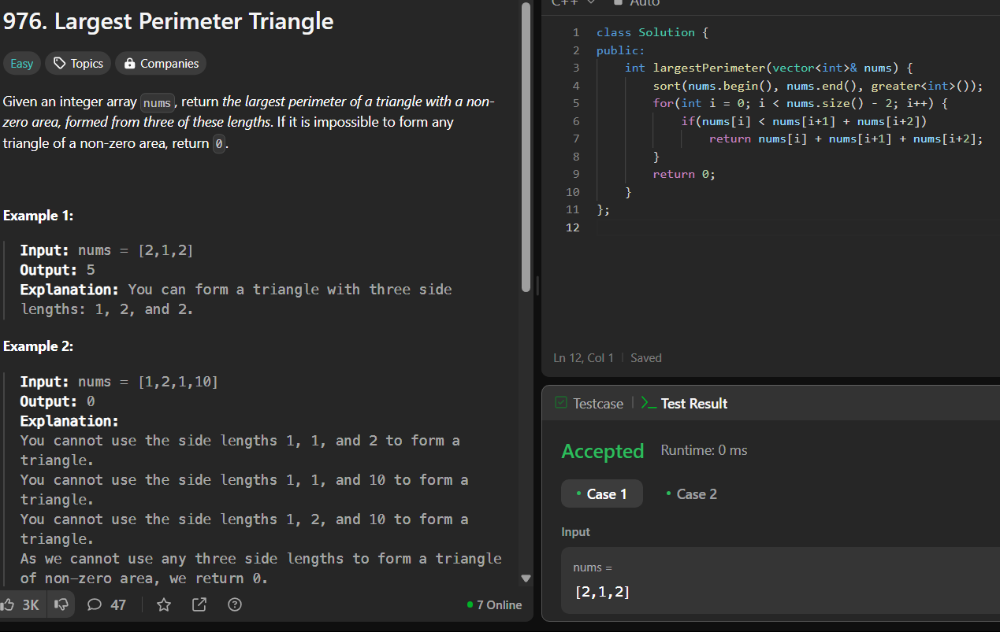 976. Largest Perimeter Triangle
Easy
Topics
Companies
Given an integer array nums, return the largest perimeter of a triangle with a non-
zero area, formed from three of these lengths. If it is impossible to form any
triangle of a non-zero area, return 0.
Example 1:
Input: nums = [2,1,2]
Output: 5
Explanation: You can form a triangle with three side
lengths: 1, 2, and 2.
Example 2:
Input: nums = [1,2,1,10]
Output: 0
Explanation:
You cannot use the side lengths 1, 1, and 2 to form a
triangle.
You cannot use the side lengths 1, 1, and 10 to form a
triangle.
You cannot use the side lengths 1, 2, and 10 to form a
triangle.
As we cannot use any three side lengths to form a triangle
of non-zero area, we return 0.
3K
47
7 Online
C++
Auto
1 class Solution {
2 public:
3     int largestPerimeter(vector<int>& nums) {
4         sort(nums.begin(), nums.end(), greater<int>());
5         for(int i = 0; i < nums.size() - 2; i++) {
6             if(nums[i] < nums[i+1] + nums[i+2])
7                 return nums[i] + nums[i+1] + nums[i+2];
8         }
9         return 0;
10     }
11 };
12
Ln 12, Col 1 | Saved
Testcase | >_ Test Result
Accepted Runtime: 0 ms
• Case 1 • Case 2
Input
nums =
[2,1,2]